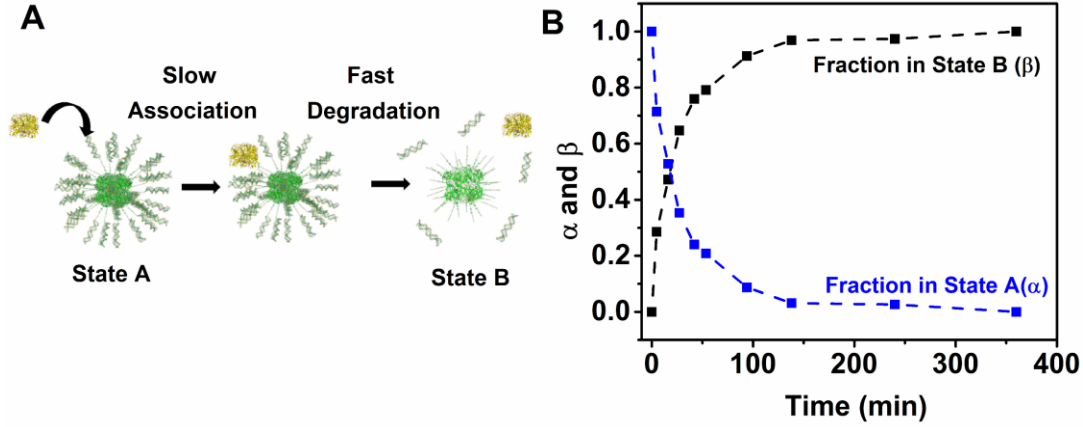 A
Slow
Association
Fast
Degradation
State A
State B
B
α and β
1.0
0.8
0.6
0.4
0.2
0.0
Fraction in State B (β)
Fraction in State A(α)
0
100
200
300
400
Time (min)